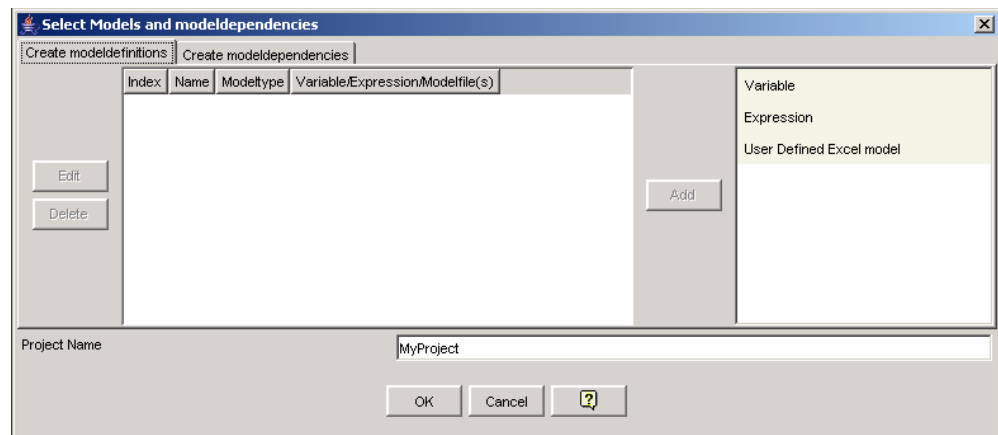 Select Models and modeldependencies
Create modeldefinitions Create modeldependencies
Index Name Modeltype Variable/Expression/Modelfile(s)
Variable
Expression
User Defined Excel model
Edit
Delete
Add
Project Name MyProject
OK Cancel ?